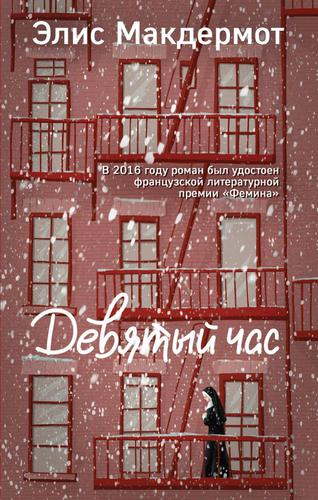 Элис Макдермот
В 2016 году роман был удостоен
французской литературной
премии «Фемина»
Девятый час